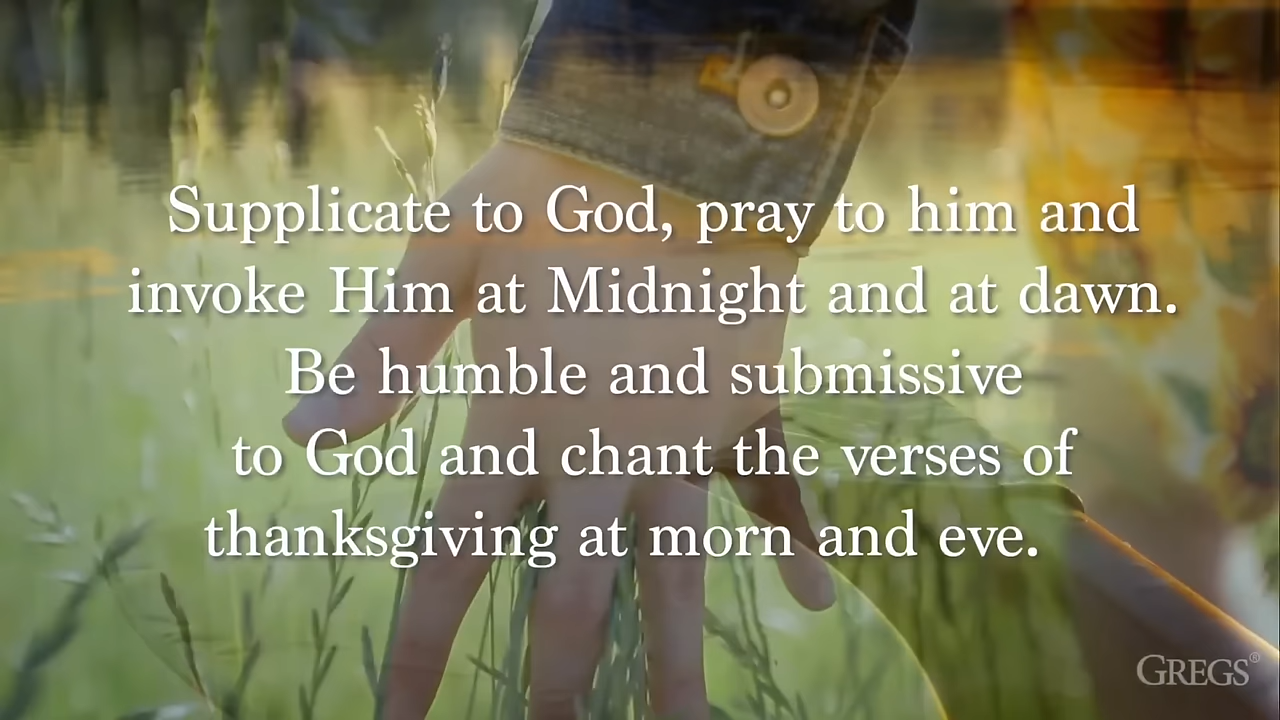 Supplicate to God, pray to him and
invoke Him at Midnight and at dawn.
Be humble and submissive
to God and chant the verses of
thanksgiving at morn and eve.
GREGS®